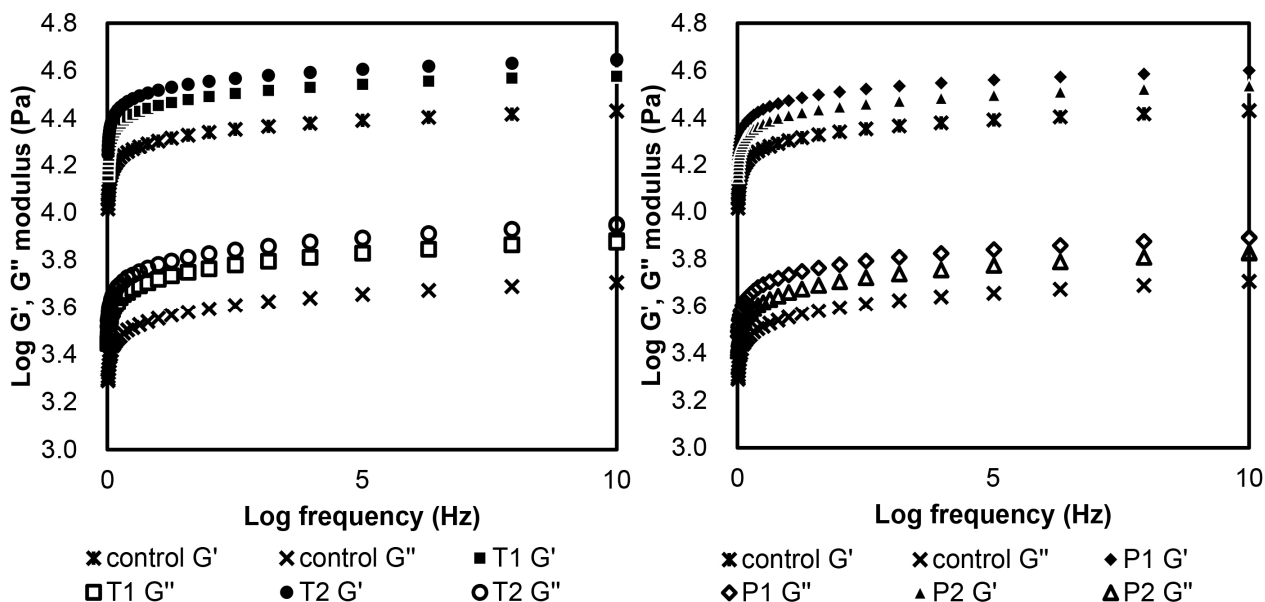 Log G', G" modulus (Pa)
4.8
4.6
4.4
4.2
4.0
3.8
3.6
3.4
3.2
3.0
0 5 10
Log frequency (Hz)
control G' control G" T1 G'
T1 G" T2 G' T2 G"
Log G', G" modulus (Pa)
4.8
4.6
4.4
4.2
4.0
3.8
3.6
3.4
3.2
3.0
0 5 10
Log frequency (Hz)
control G' control G" P1 G'
P1 G" P2 G' P2 G"